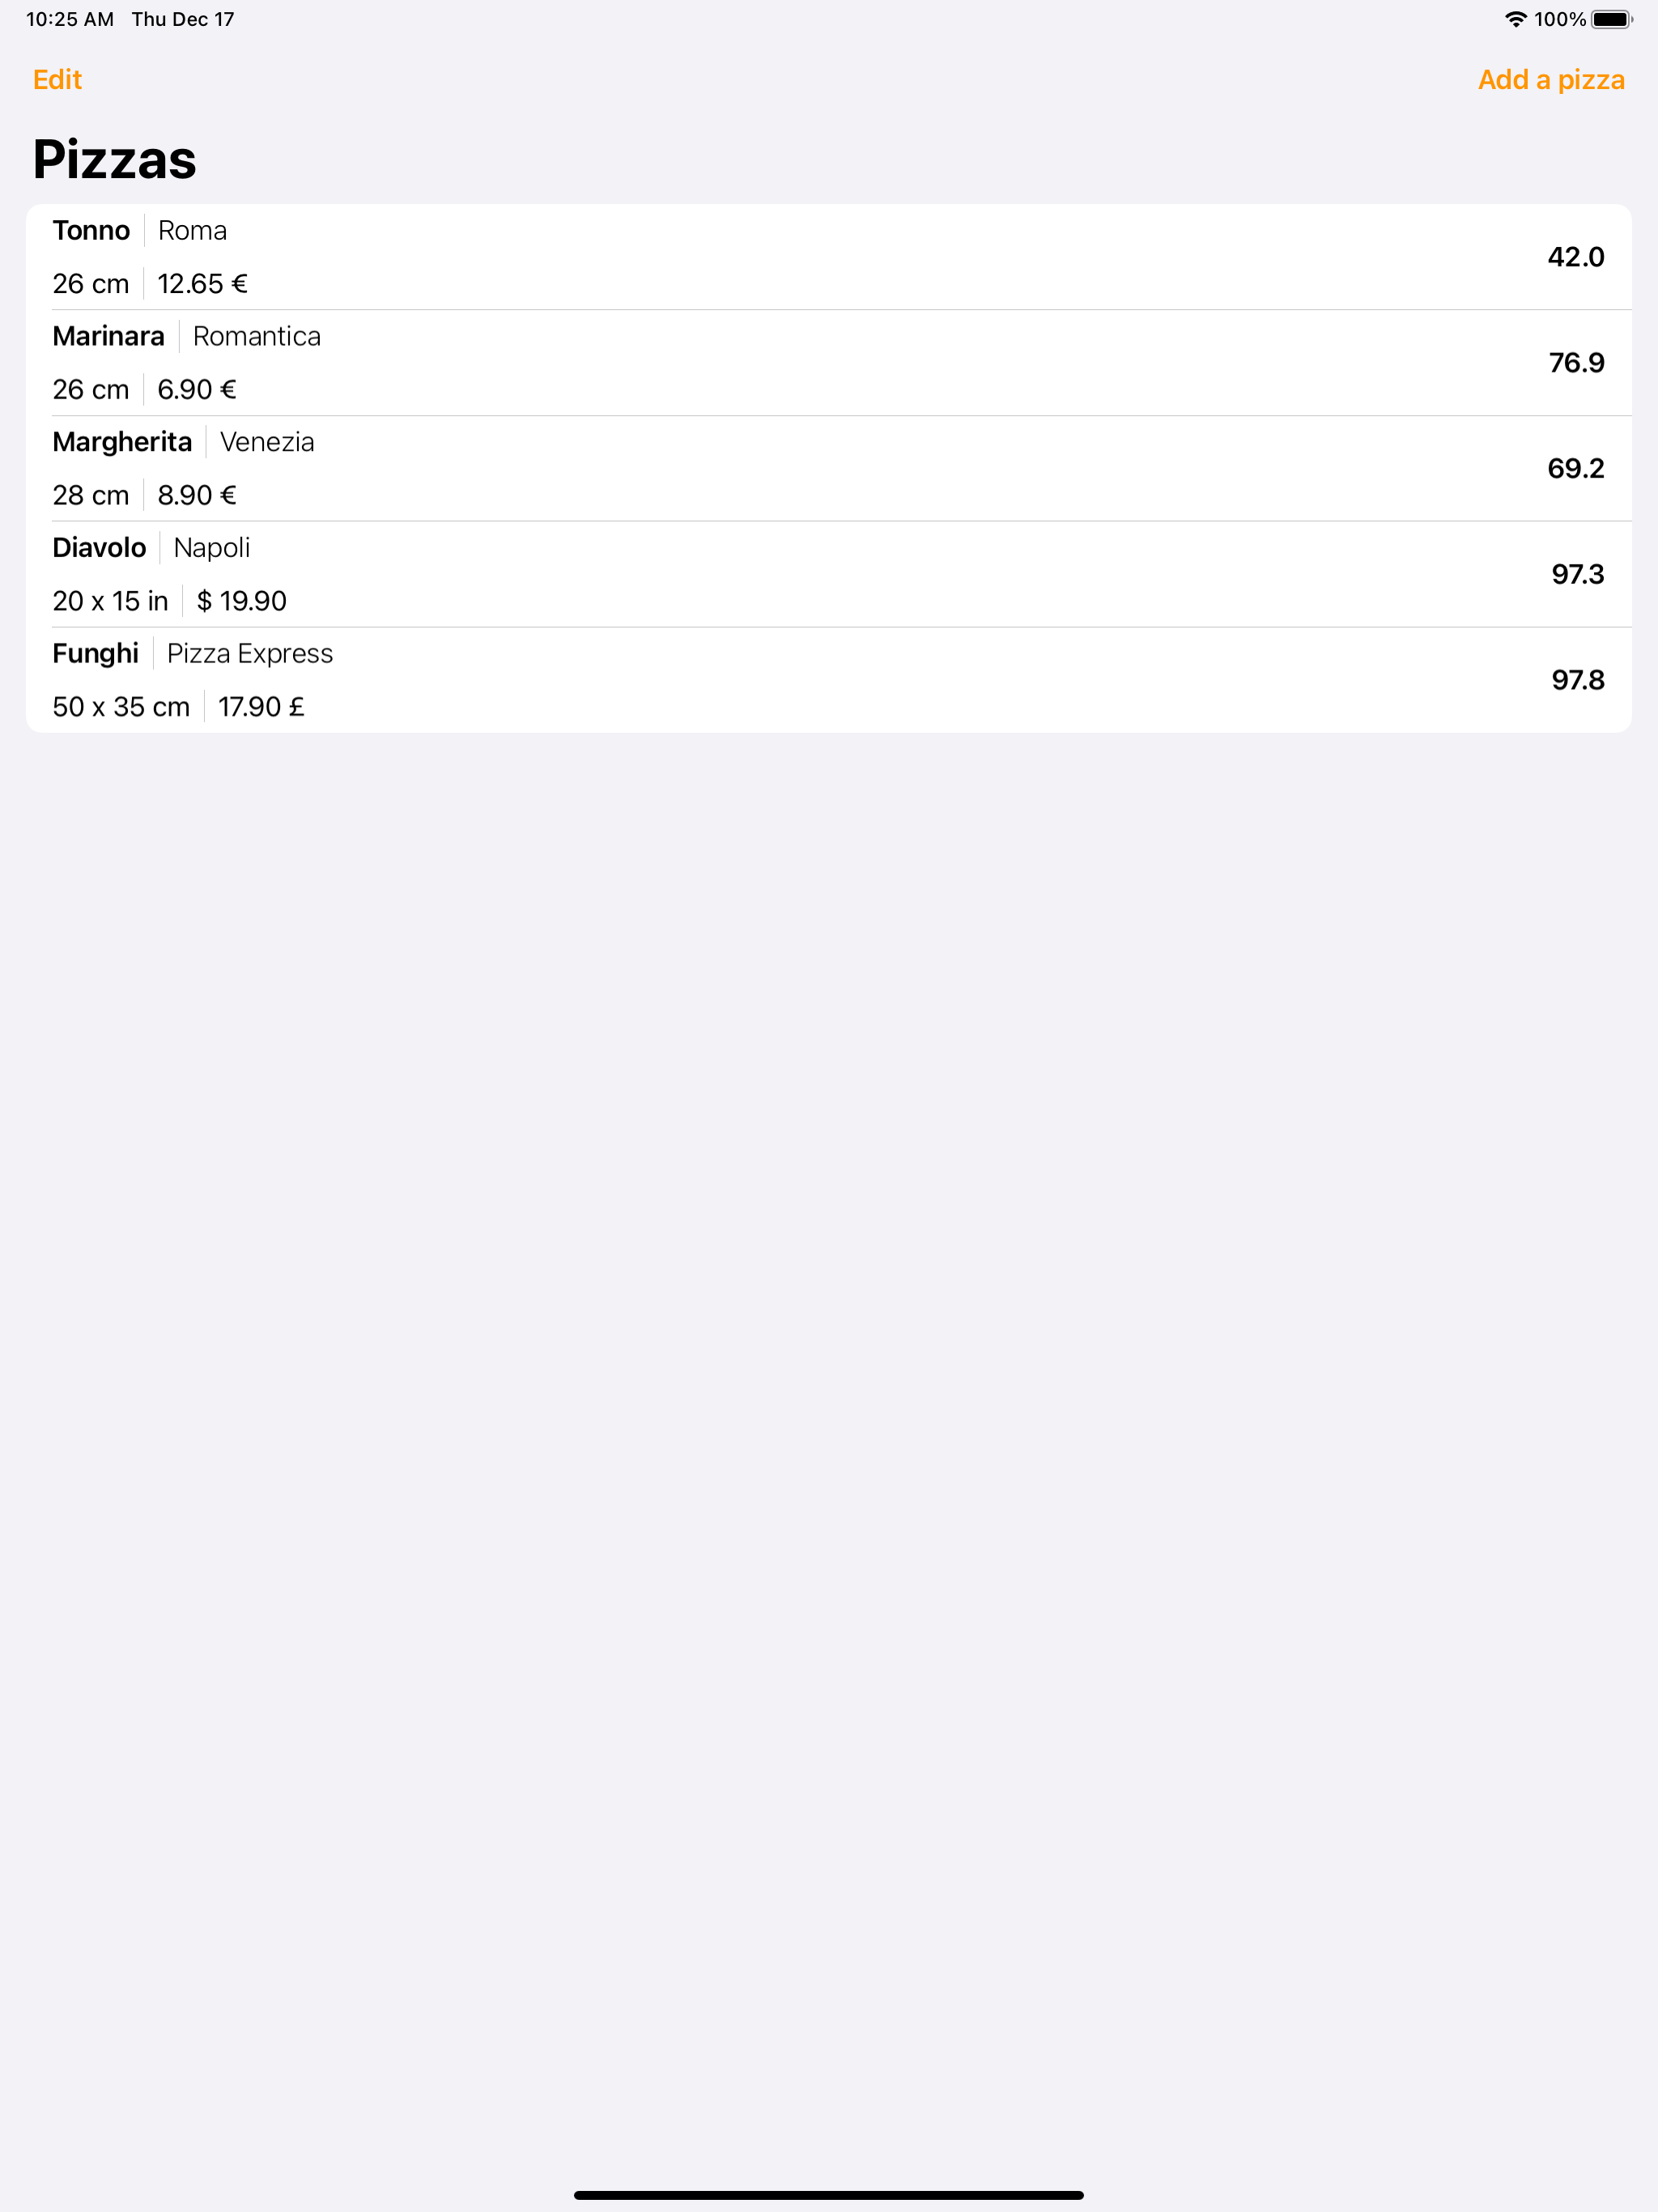 10:25 AM Thu Dec 17 100%
Edit Add a pizza
Pizzas
Tonno Roma
42.0
26 cm 12.65 €
Marinara Romantica
76.9
26 cm 6.90 €
Margherita Venezia
69.2
28 cm 8.90 €
Diavolo Napoli
97.3
20 x 15 in $ 19.90
Funghi Pizza Express
97.8
50 x 35 cm 17.90 £